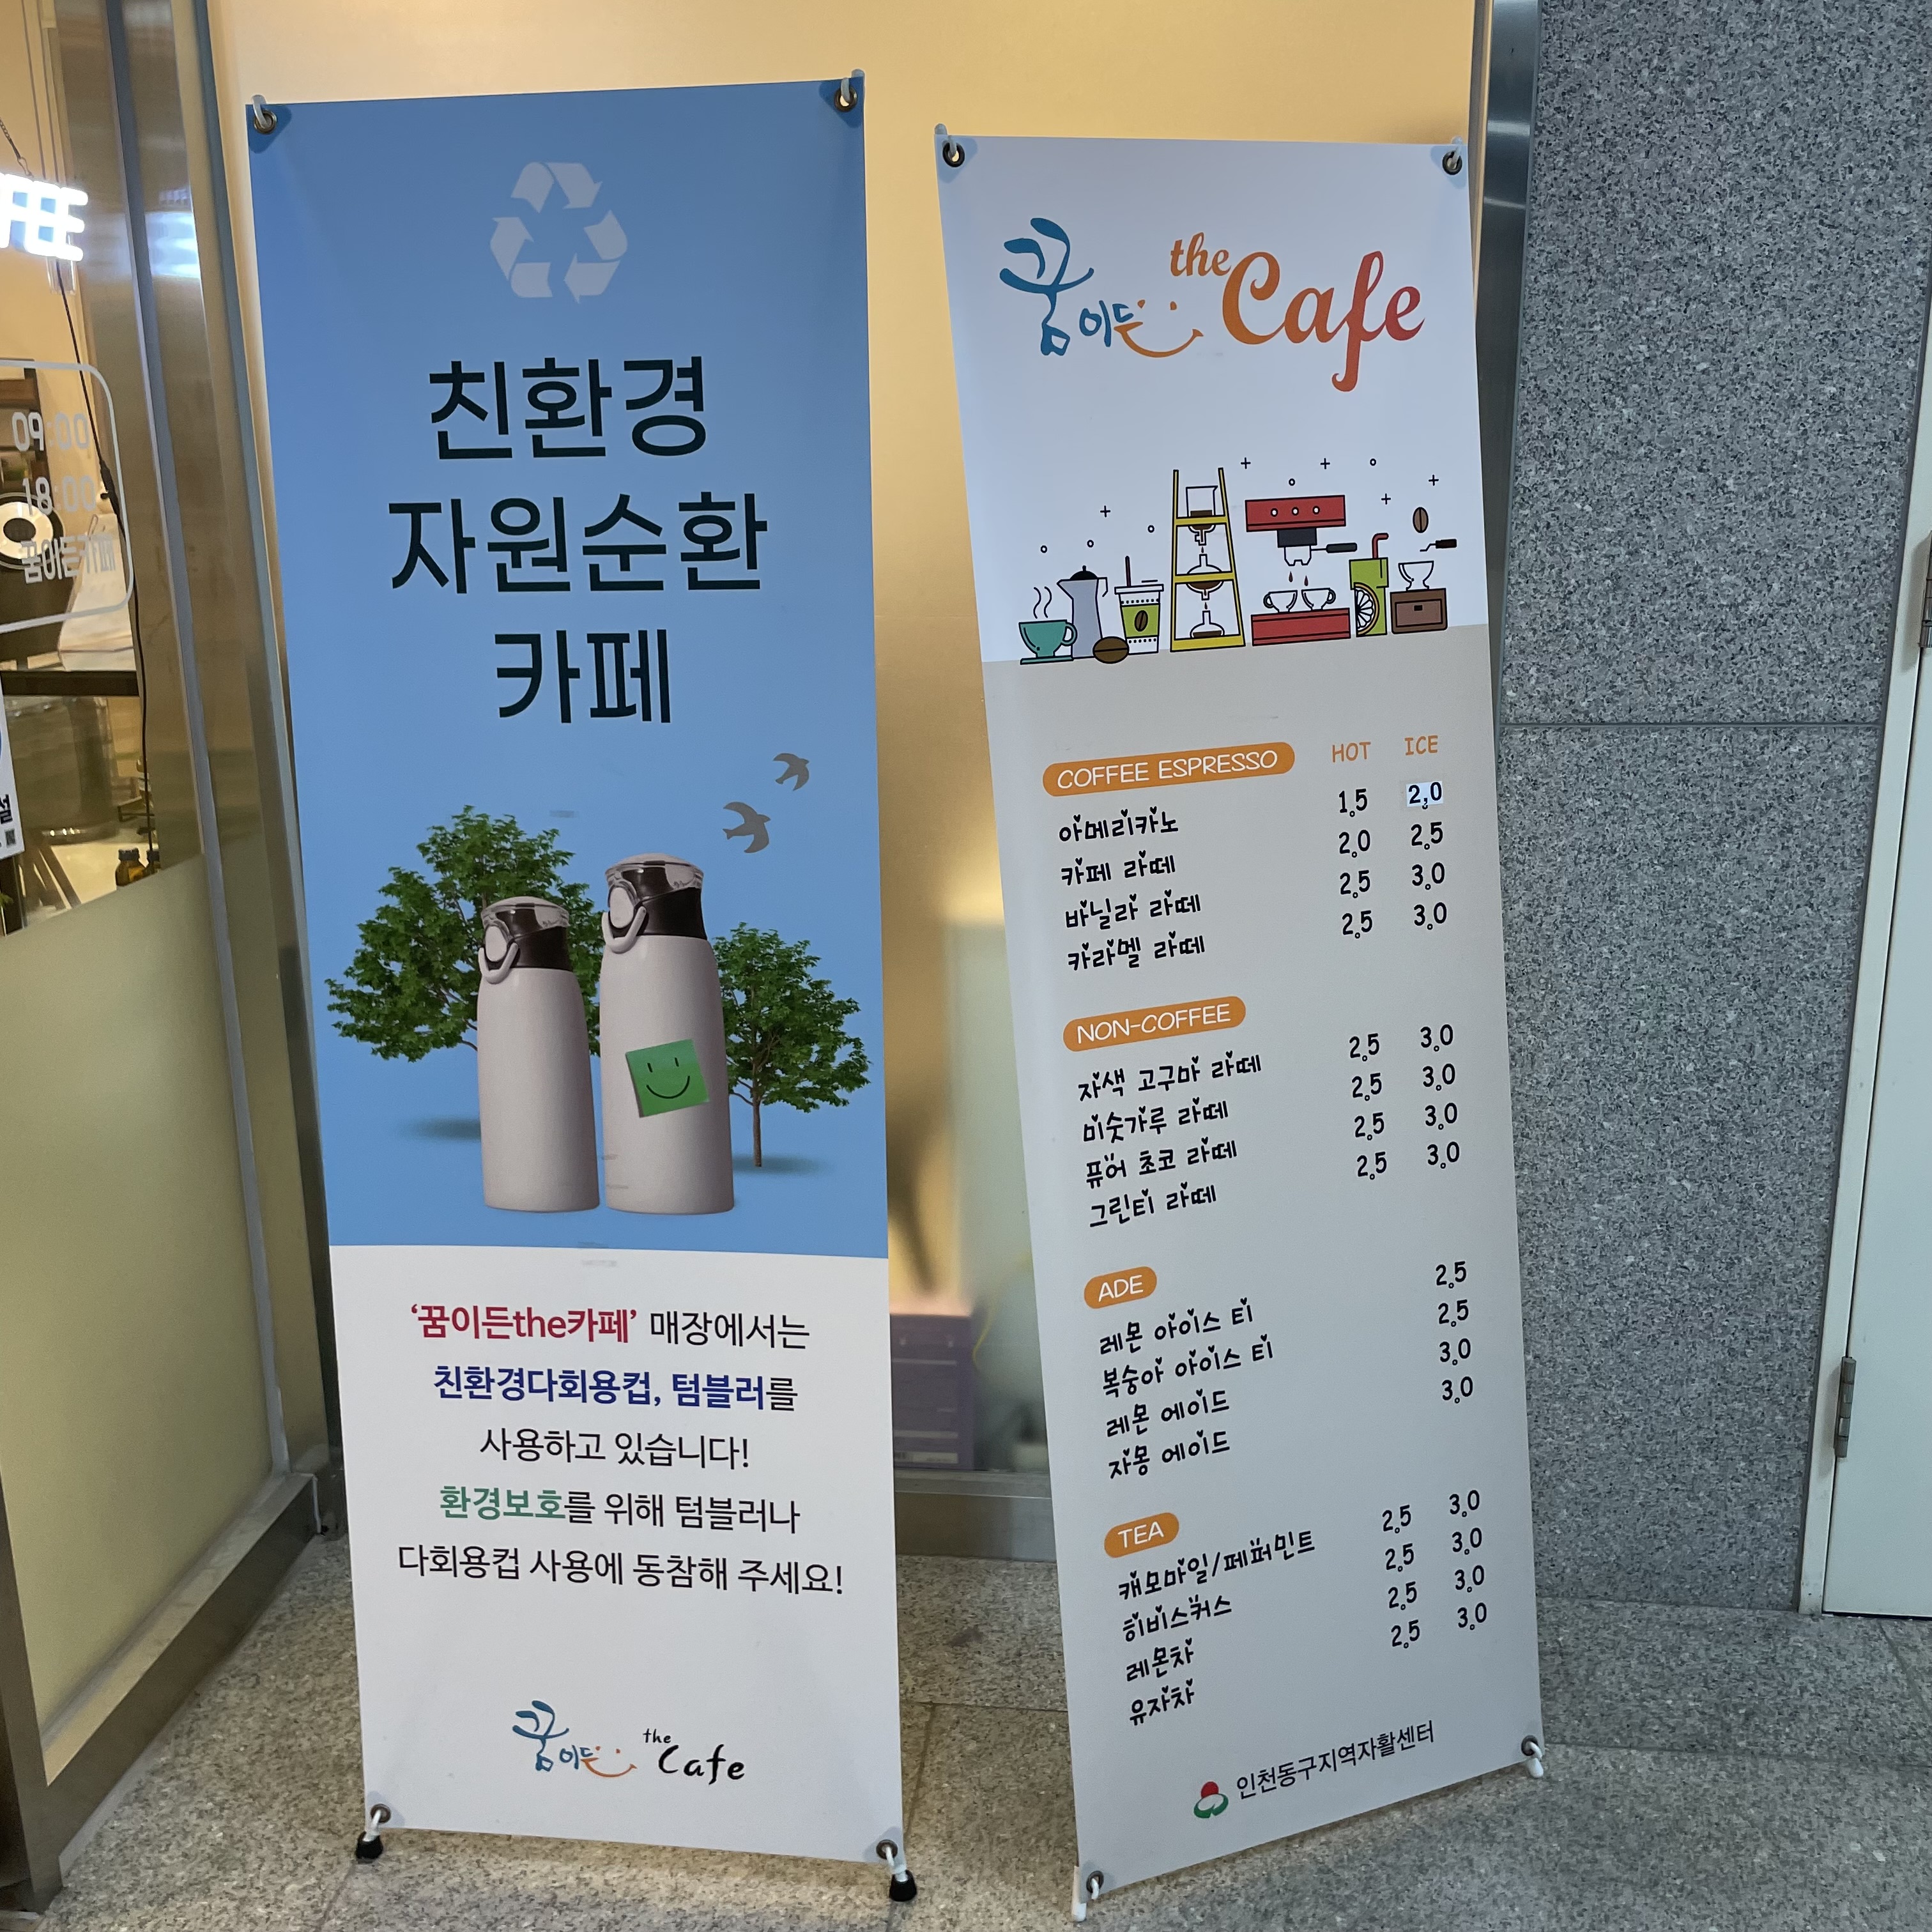 09:00
18:00
꿈이든카페
친환경
자원순환
카페
'꿈이든the카페' 매장에서는
친환경다회용컵, 텀블러를
사용하고 있습니다!
환경보호를 위해 텀블러나
다회용컵 사용에 동참해 주세요!
꿈이든 the Cafe
꿈이든 the Cafe
COFFEE ESPRESSO HOT ICE
아메리카노 1.5 2.0
카페 라떼 2.0 2.5
바닐라 라떼 2.5 3.0
카라멜 라떼 2.5 3.0
NON-COFFEE
자색 고구마 라떼 2.5 3.0
미숫가루 라떼 2.5 3.0
퓨어 초코 라떼 2.5 3.0
그린티 라떼 2.5 3.0
ADE
레몬 아이스 티 2.5
복숭아 아이스 티 2.5
레몬 에이드 3.0
자몽 에이드 3.0
TEA
캐모마일/페퍼민트 2.5 3.0
히비스커스 2.5 3.0
레몬차 2.5 3.0
유자차 2.5 3.0
인천동구지역자활센터